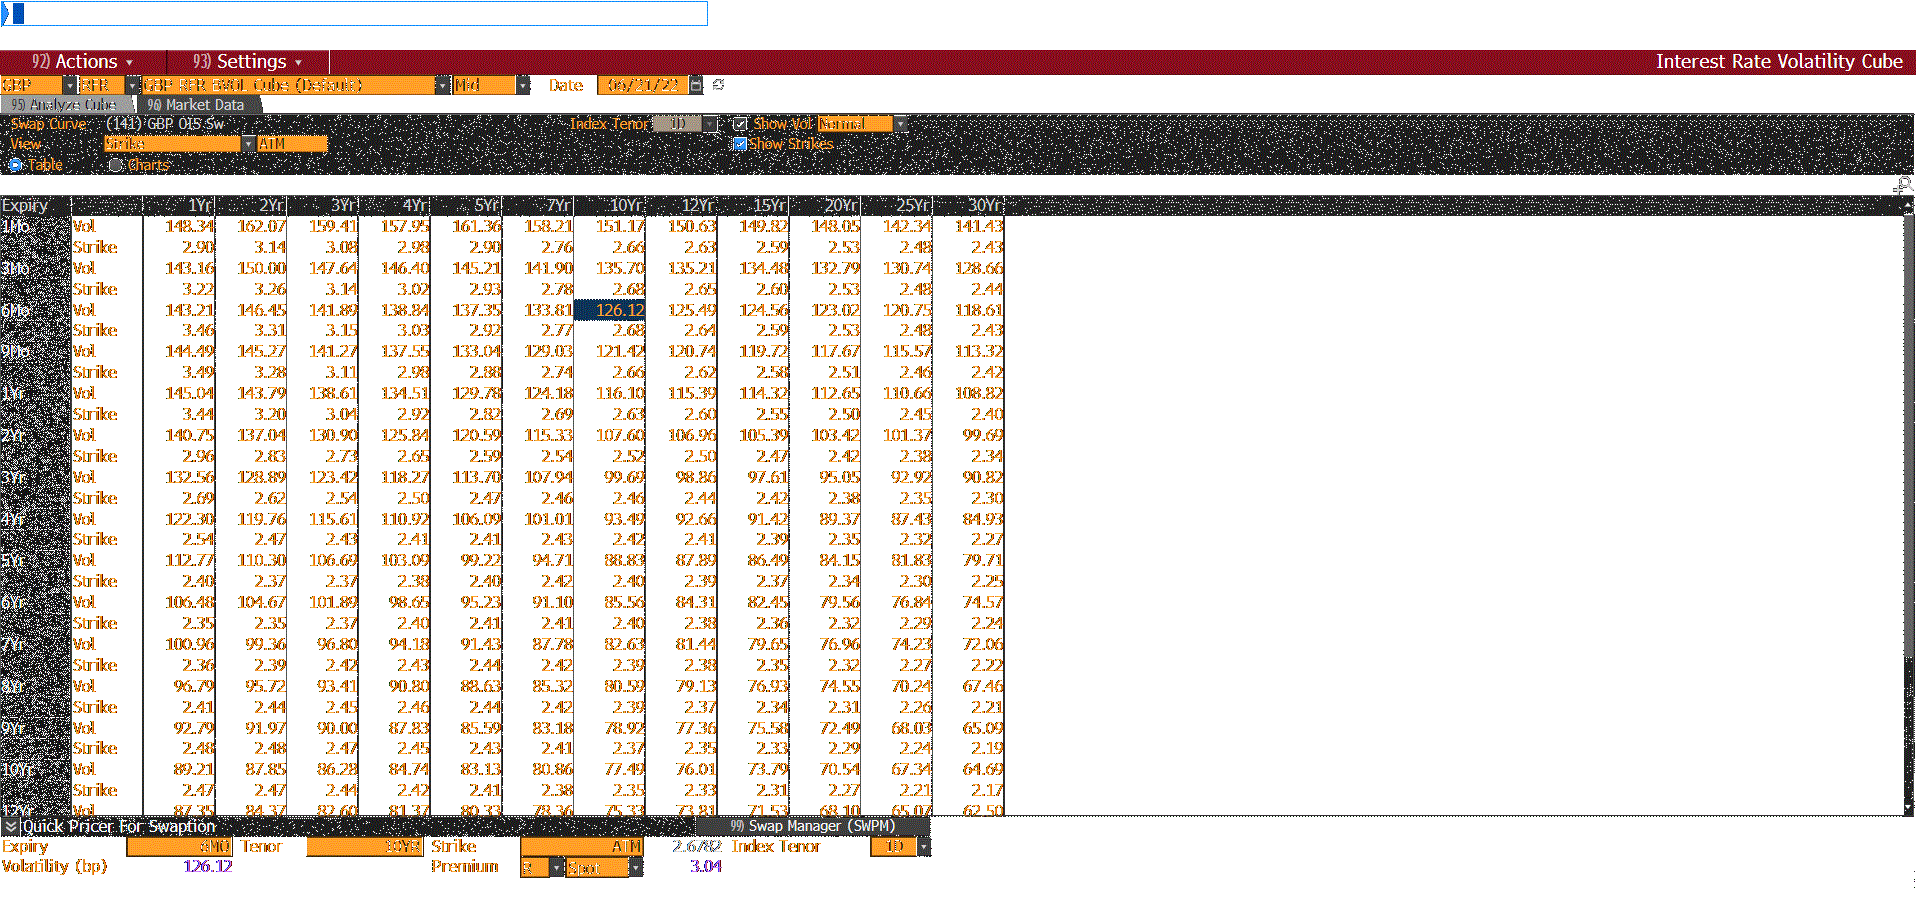 92) Actions 93) Settings Interest Rate Volatility Cube
GBP RFR GBP RFR BVOL Cube (Default) Mid Date 06/21/22
95) Analyze Cube 96) Market Data
Swap Curve (141) GBP OIS Sw Index Tenor 1D Show Vol Normal
View Strike ATM Show Strikes
Table Charts
Expiry 1Yr 2Yr 3Yr 4Yr 5Yr 7Yr 10Yr 12Yr 15Yr 20Yr 25Yr 30Yr
1Mo Vol 148.34 162.07 159.41 157.95 161.36 158.21 151.17 150.63 149.82 148.05 142.34 141.43
Strike 2.90 3.14 3.08 2.98 2.90 2.76 2.66 2.63 2.59 2.53 2.48 2.43
3Mo Vol 143.16 150.00 147.64 146.40 145.21 141.90 135.70 135.21 134.48 132.79 130.74 128.66
Strike 3.22 3.26 3.14 3.02 2.93 2.78 2.68 2.65 2.60 2.53 2.48 2.44
6Mo Vol 143.21 146.45 141.89 138.84 137.35 133.81 126.12 125.49 124.56 123.02 120.75 118.61
Strike 3.46 3.31 3.15 3.03 2.92 2.77 2.68 2.64 2.59 2.53 2.48 2.43
9Mo Vol 144.49 145.27 141.27 137.55 133.04 129.03 121.42 120.74 119.72 117.67 115.57 113.32
Strike 3.49 3.28 3.11 2.98 2.88 2.74 2.66 2.62 2.58 2.51 2.46 2.42
1Yr Vol 145.04 143.79 138.61 134.51 129.78 124.18 116.10 115.39 114.32 112.65 110.66 108.82
Strike 3.44 3.20 3.04 2.92 2.82 2.69 2.63 2.60 2.55 2.50 2.45 2.40
2Yr Vol 140.75 137.04 130.90 125.84 120.59 115.33 107.60 106.96 105.39 103.42 101.37 99.69
Strike 2.96 2.83 2.73 2.65 2.59 2.54 2.52 2.50 2.47 2.42 2.38 2.34
3Yr Vol 132.56 128.89 123.42 118.27 113.70 107.94 99.69 98.86 97.61 95.05 92.92 90.82
Strike 2.69 2.62 2.54 2.50 2.47 2.46 2.46 2.44 2.42 2.38 2.35 2.30
4Yr Vol 122.30 119.76 115.61 110.92 106.09 101.01 93.49 92.66 91.42 89.37 87.43 84.93
Strike 2.54 2.47 2.43 2.41 2.41 2.43 2.42 2.41 2.39 2.35 2.32 2.27
5Yr Vol 112.77 110.30 106.69 103.09 99.22 94.71 88.83 87.89 86.49 84.15 81.83 79.71
Strike 2.40 2.37 2.37 2.38 2.40 2.42 2.40 2.39 2.37 2.34 2.30 2.25
6Yr Vol 106.48 104.67 101.89 98.65 95.23 91.10 85.56 84.31 82.45 79.56 76.84 74.57
Strike 2.35 2.35 2.37 2.40 2.41 2.41 2.40 2.38 2.36 2.32 2.29 2.24
7Yr Vol 100.96 99.36 96.80 94.18 91.43 87.78 82.63 81.44 79.65 76.96 74.23 72.06
Strike 2.36 2.39 2.42 2.43 2.44 2.42 2.39 2.38 2.35 2.32 2.27 2.22
8Yr Vol 96.79 95.72 93.41 90.80 88.63 85.32 80.59 79.13 76.93 74.55 70.24 67.46
Strike 2.41 2.44 2.45 2.46 2.44 2.42 2.39 2.37 2.34 2.31 2.26 2.21
9Yr Vol 92.79 91.97 90.00 87.83 85.59 83.18 78.92 77.36 75.58 72.49 68.03 65.09
Strike 2.48 2.48 2.47 2.45 2.43 2.41 2.37 2.35 2.33 2.29 2.24 2.19
10Yr Vol 89.21 87.85 86.28 84.74 83.13 80.86 77.49 76.01 73.79 70.54 67.34 64.69
Strike 2.47 2.47 2.44 2.42 2.41 2.38 2.35 2.33 2.31 2.27 2.21 2.17
12Yr Vol 87.35 84.37 82.60 81.37 80.33 78.36 75.33 73.81 71.53 68.10 65.07 62.50
Quick Pricer For Swaption 99) Swap Manager (SWPM)
Expiry 6MO Tenor 10YR Strike ATM 2.6782 Index Tenor 1D
Volatility (bp) 126.12 Premium R Spot 3.04